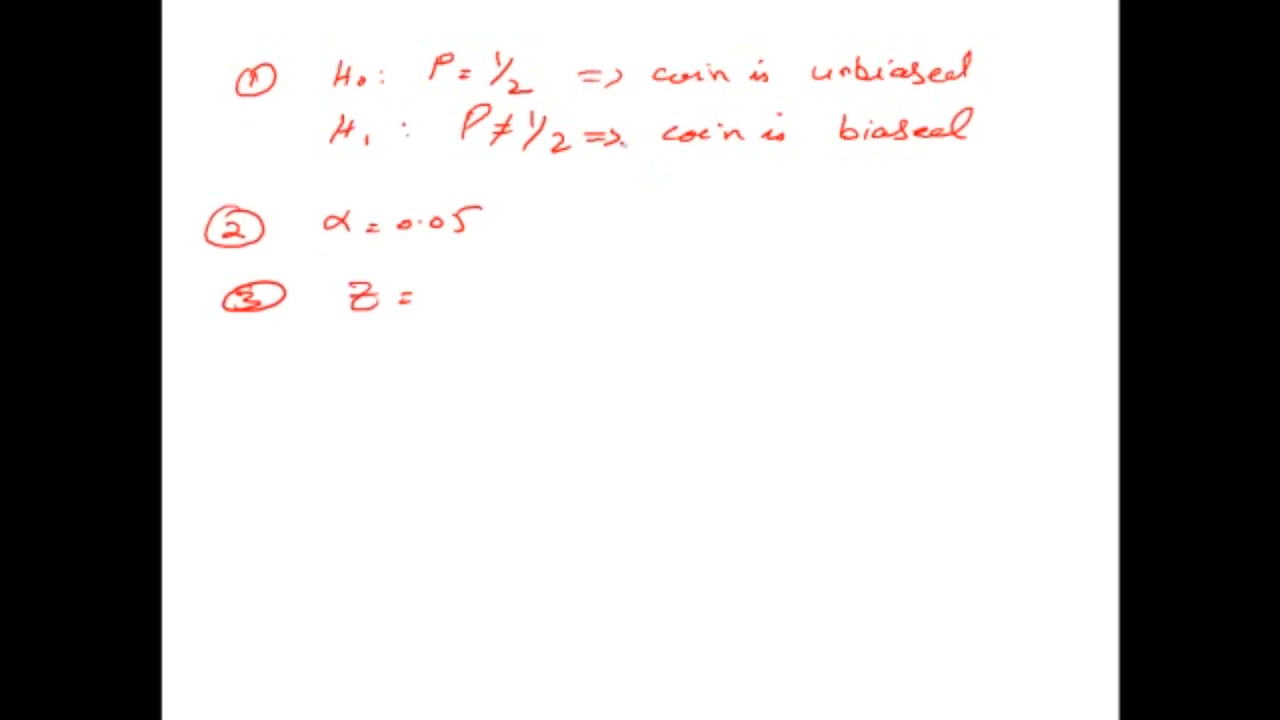 ① H₀: P = 1/2 => coin is unbiased
H₁ : P ≠ 1/2 => coin is biased
② α = 0.05
③ Z =